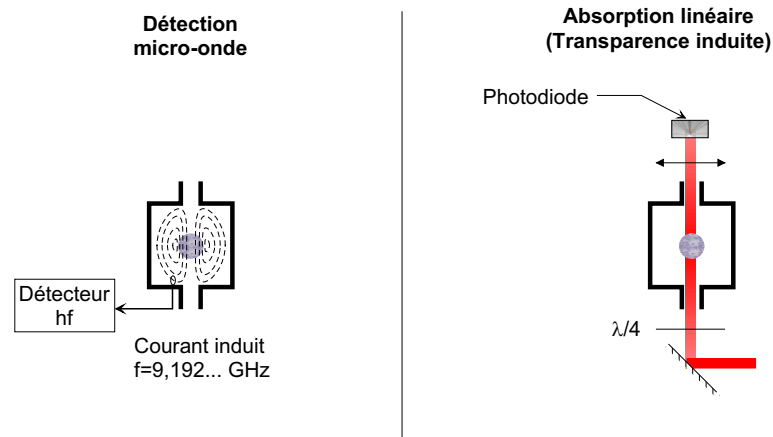 Détection
micro-onde
Détecteur
hf
Courant induit
f=9,192... GHz
Absorption linéaire
(Transparence induite)
Photodiode
λ/4